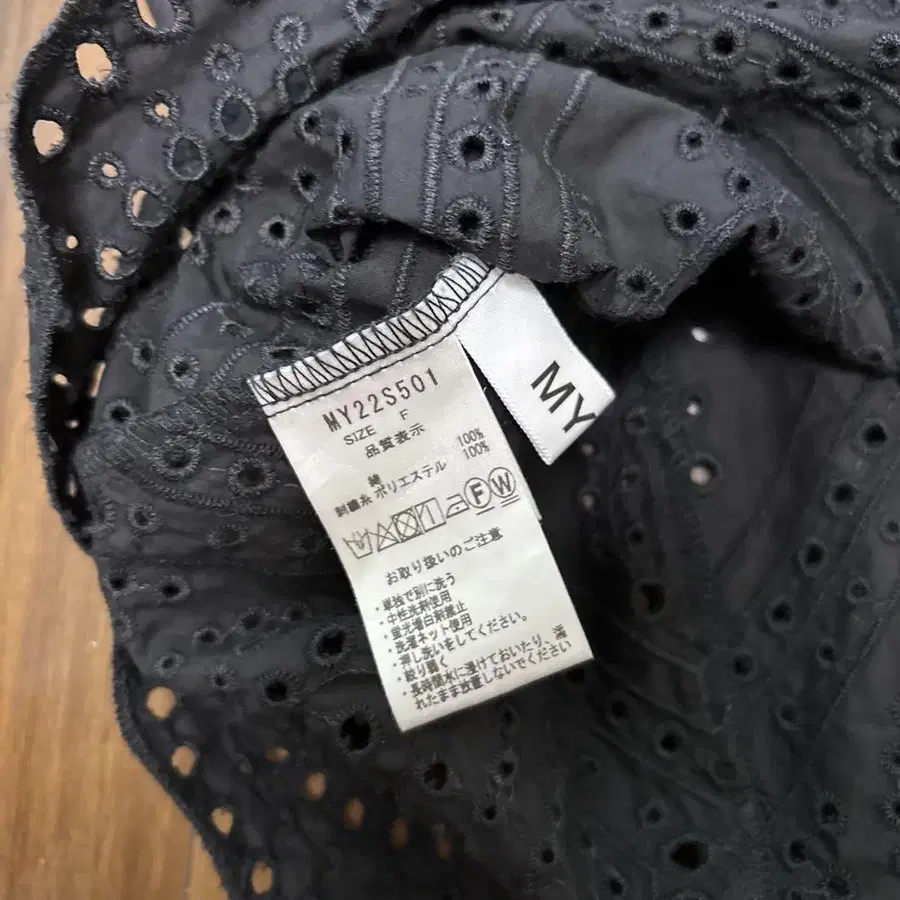 MY22S501
SIZE F
品質表示
綿 100%
刺繍糸 ポリエステル 100%
F W
お取り扱いのご注意
・単独で別に洗う
・中性洗剤使用
・蛍光増白剤禁止
・洗濯ネット使用
・押し洗いをしてください。
・絞り弱く
・長時間水に浸けておいたり、濡
れたまま放置しないでください
MY